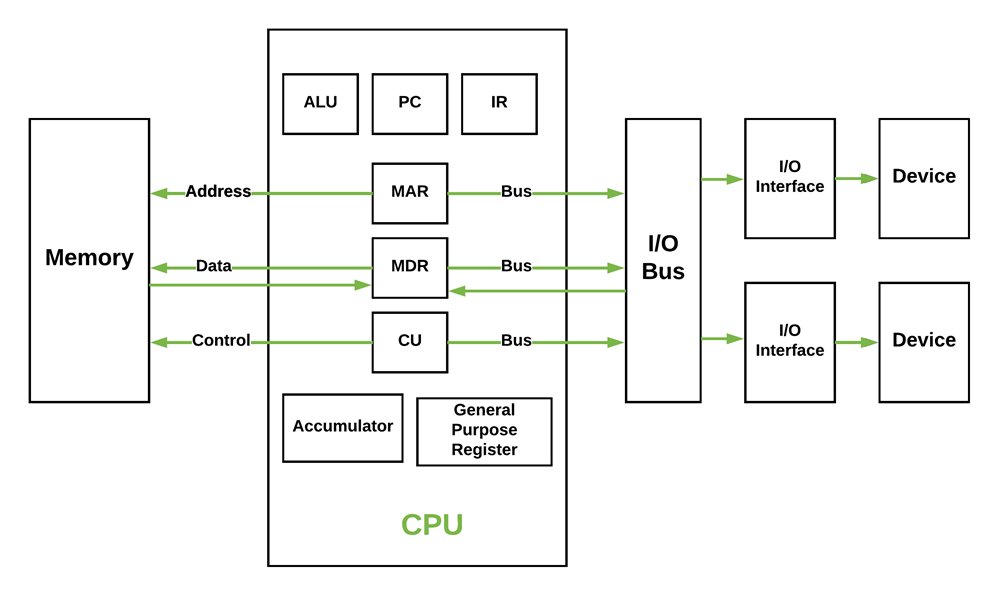 ALU
PC
IR
Memory
Address
MAR
Bus
Data
MDR
Bus
Control
CU
Bus
Accumulator
General
Purpose
Register
CPU
I/O
Bus
I/O
Interface
Device
I/O
Interface
Device